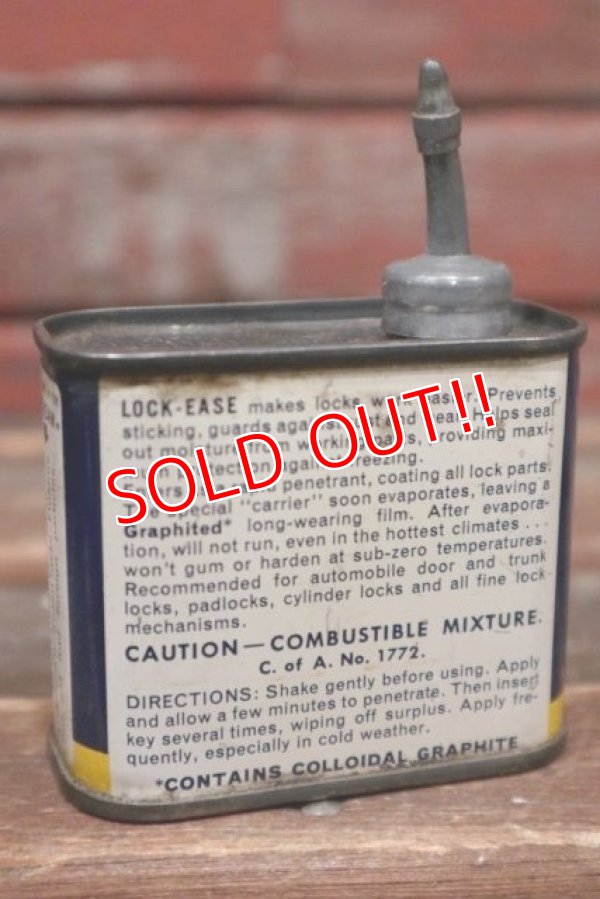 LOCK-EASE makes locks work easier. Prevents
sticking, guards against rust and wear. Helps seal
out moisture from working parts, providing maxi-
protection against freezing.
penetrant, coating all lock parts.
The special "carrier" soon evaporates, leaving a
Graphited* long-wearing film. After evapora-
tion, will not run, even in the hottest climates . . .
won't gum or harden at sub-zero temperatures.
Recommended for automobile door and trunk
locks, padlocks, cylinder locks and all fine lock
mechanisms.
CAUTION — COMBUSTIBLE MIXTURE.
C. of A. No. 1772.
DIRECTIONS: Shake gently before using. Apply
and allow a few minutes to penetrate. Then insert
key several times, wiping off surplus. Apply fre-
quently, especially in cold weather.
*CONTAINS COLLOIDAL GRAPHITE
SOLD OUT!!